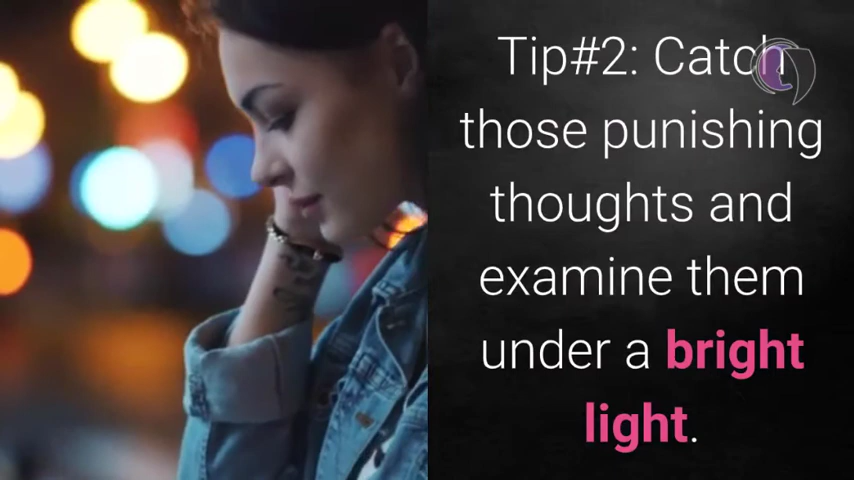 Tip#2: Catch
those punishing
thoughts and
examine them
under a bright
light.